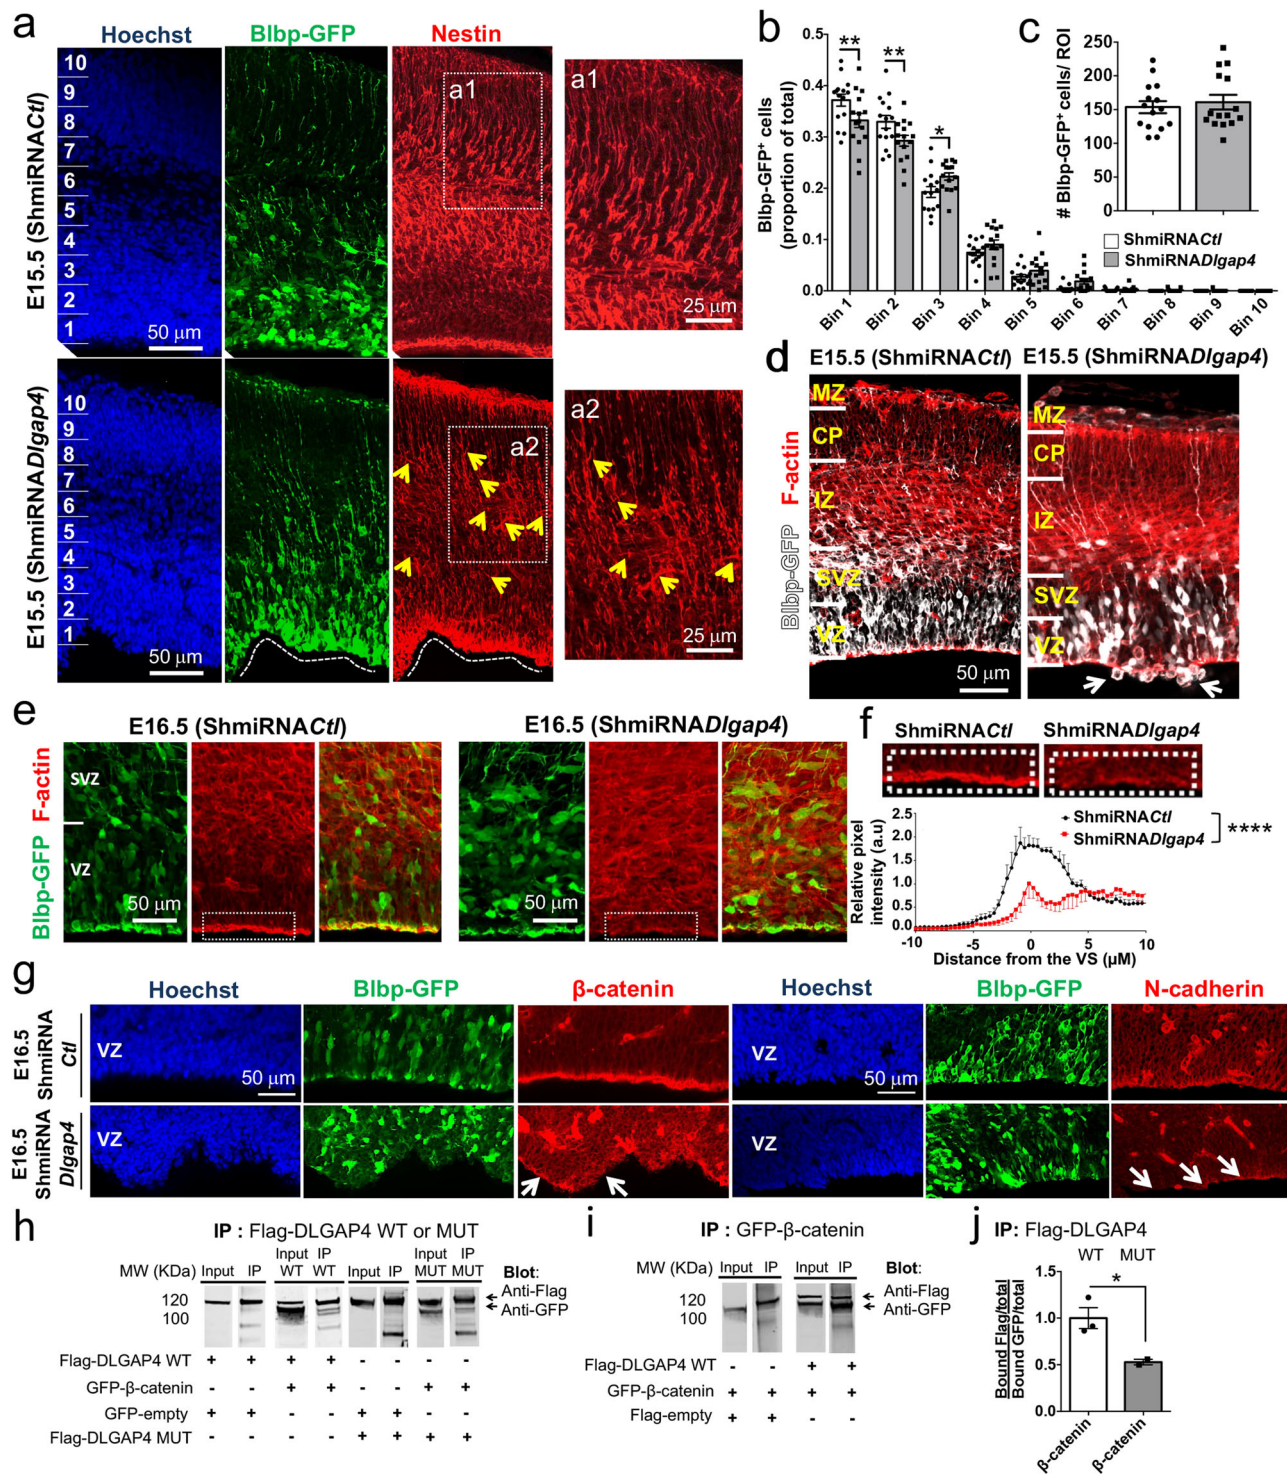 a
Hoechst
Blbp-GFP
Nestin
E15.5 (ShmiRNACtl)
10
9
8
7
6
5
4
3
2
1
50 µm
a1
a1
25 µm
E15.5 (ShmiRNADlgap4)
10
9
8
7
6
5
4
3
2
1
50 µm
a2
a2
25 µm
b
Blbp-GFP+ cells
(proportion of total)
0.5
0.4
0.3
0.2
0.1
0.0
**
**
*
Bin 1
Bin 2
Bin 3
Bin 4
Bin 5
Bin 6
Bin 7
Bin 8
Bin 9
Bin 10
c
# Blbp-GFP+ cells/ ROI
250
200
150
100
50
0
ShmiRNACtl
ShmiRNADlgap4
d
E15.5 (ShmiRNACtl)
E15.5 (ShmiRNADlgap4)
Blbp-GFP F-actin
MZ
CP
IZ
SVZ
VZ
50 µm
MZ
CP
IZ
SVZ
VZ
e
E16.5 (ShmiRNACtl)
E16.5 (ShmiRNADlgap4)
Blbp-GFP F-actin
SVZ
VZ
50 µm
50 µm
f
ShmiRNACtl
ShmiRNADlgap4
Relative pixel
intensity (a.u)
2.5
2.0
1.5
1.0
0.5
0.0
ShmiRNACtl
ShmiRNADlgap4
****
-10
-5
0
5
10
Distance from the VS (µM)
g
Hoechst
Blbp-GFP
β-catenin
Hoechst
Blbp-GFP
N-cadherin
E16.5
ShmiRNA
Ctl
VZ
50 µm
VZ
50 µm
E16.5
ShmiRNA
Dlgap4
VZ
VZ
h
IP : Flag-DLGAP4 WT or MUT
Input IP
Input WT
IP WT
Input IP
Input MUT
IP MUT
MW (KDa)
Blot:
120
100
Anti-Flag
Anti-GFP
Flag-DLGAP4 WT + + + + - - - -
GFP-β-catenin - - + + - - + +
GFP-empty + + - - + + - -
Flag-DLGAP4 MUT - - - - + + + +
i
IP : GFP-β-catenin
MW (KDa) Input IP Input IP Blot:
120
100
Anti-Flag
Anti-GFP
Flag-DLGAP4 WT - - + +
GFP-β-catenin + + + +
Flag-empty + + - -
j
IP: Flag-DLGAP4
WT MUT
Bound Flag/total
Bound GFP/total
1.5
1.0
0.5
0.0
*
β-catenin
β-catenin